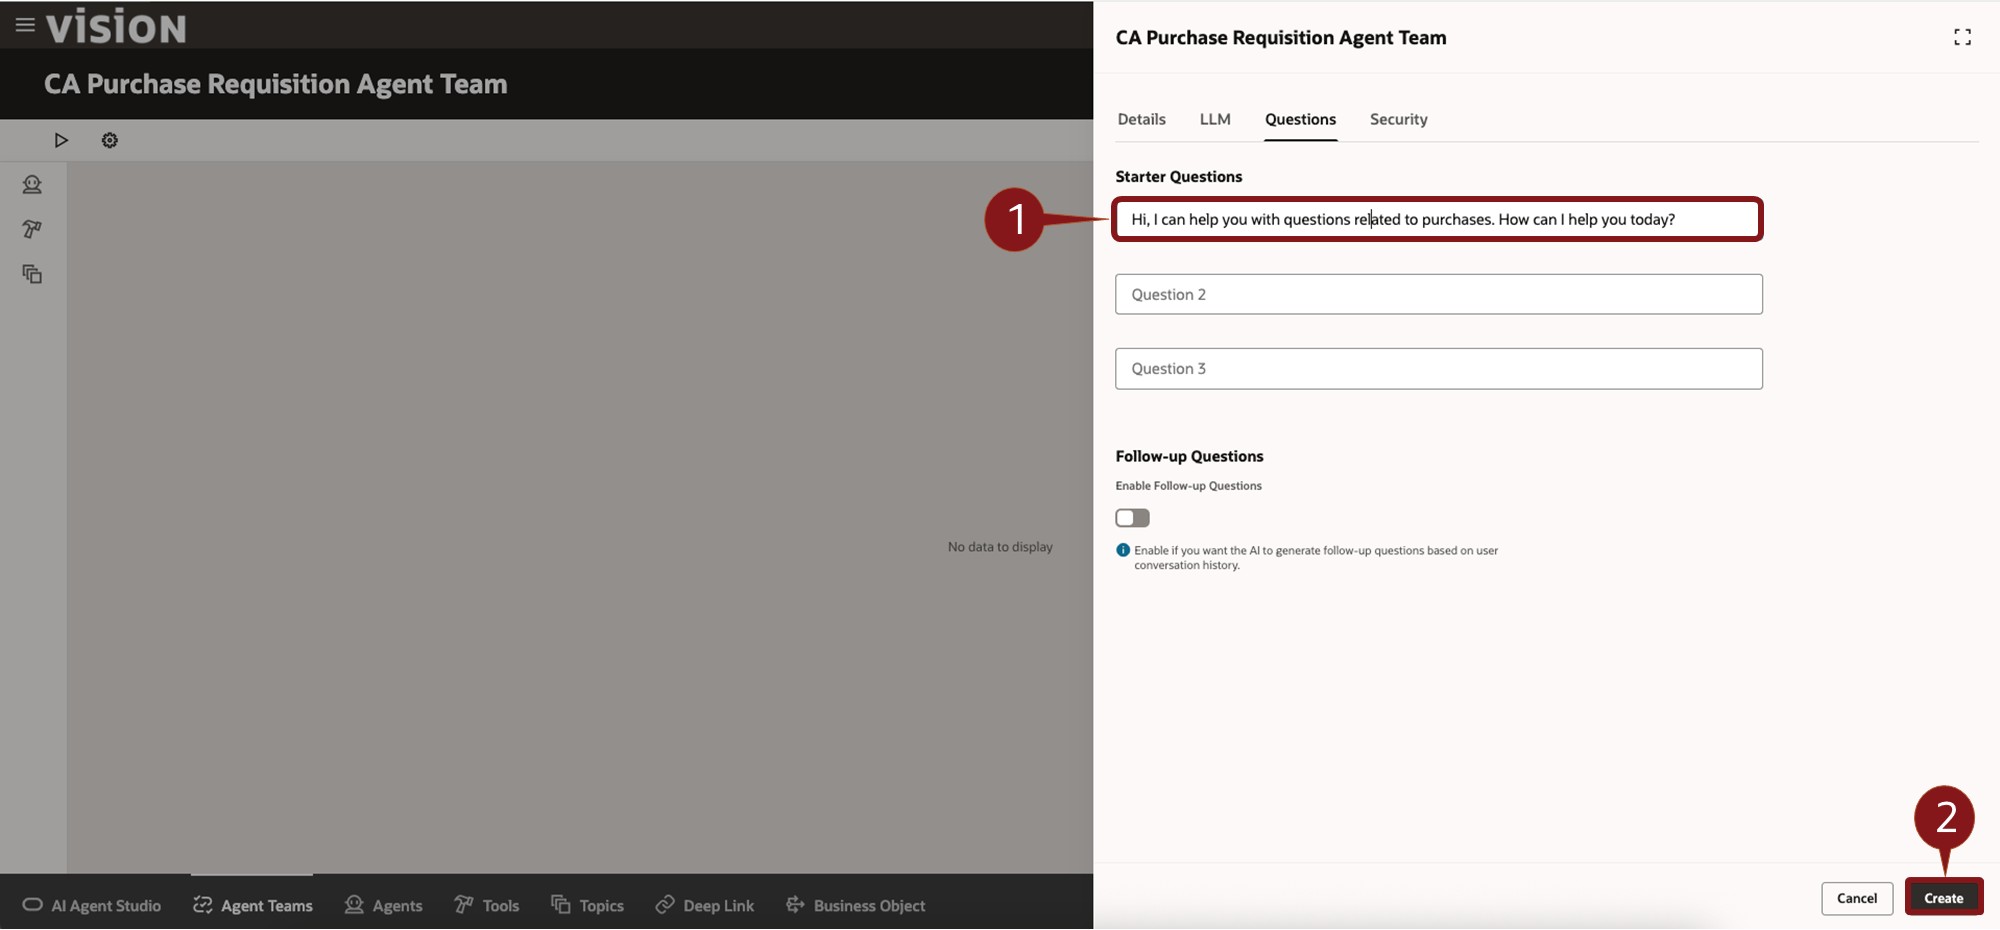 vision
CA Purchase Requisition Agent Team
CA Purchase Requisition Agent Team
Details LLM Questions Security
Starter Questions
1
Hi, I can help you with questions related to purchases. How can I help you today?
Question 2
Question 3
Follow-up Questions
Enable Follow-up Questions
No data to display
Enable if you want the AI to generate follow-up questions based on user
conversation history.
2
Cancel Create
AI Agent Studio Agent Teams Agents Tools Topics Deep Link Business Object